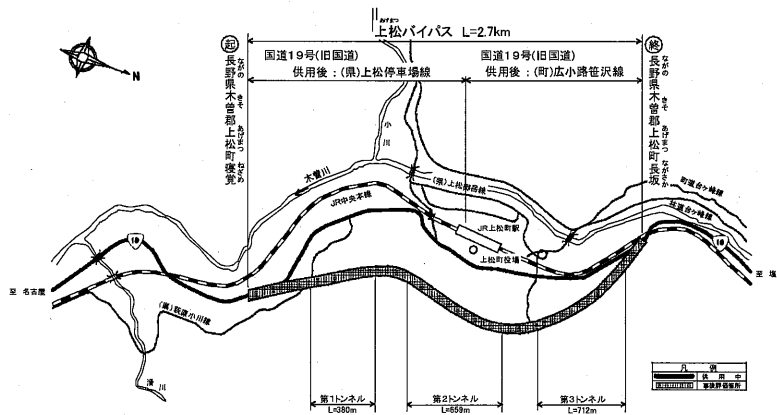 あげまつ
上松バイパス L=2.7km
起
ながの きそ あげまつ ねざめ
長野県木曽郡上松町寝覚
国道19号(旧国道)
供用後：(県)上松停車場線
国道19号(旧国道)
供用後：(町)広小路笹沢線
終
ながの きそ あげまつ ながさか
長野県木曽郡上松町長坂
N
小川
木曽川
(県)上松御岳線
町道台ケ峰線
林道台ケ峰線
JR中央本線
JR上松町駅
上松町役場
19
19
至 名古屋
至 塩
(県)荻原小川線
滑川
第1トンネル
L=380m
第2トンネル
L=659m
第3トンネル
L=712m
凡 例
供用中
事後評価箇所